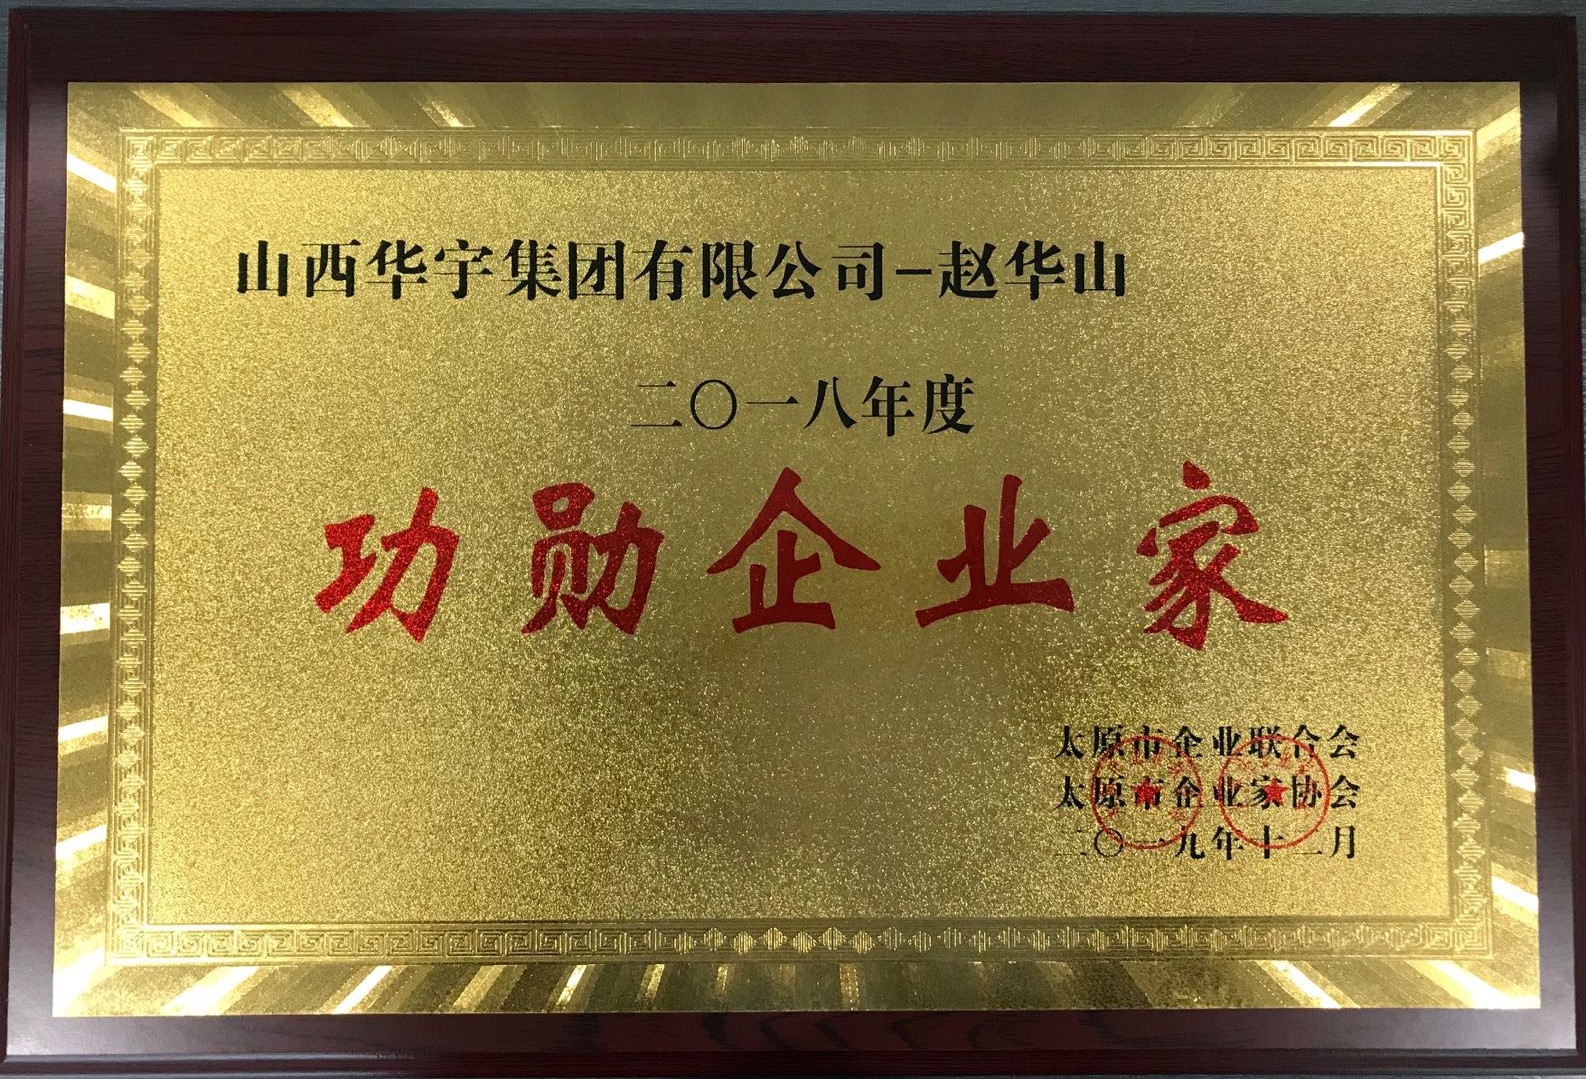 山西华宇集团有限公司-赵华山
二〇一八年度
功勋企业家
太原市企业联合会
太原市企业家协会
二〇一九年十二月